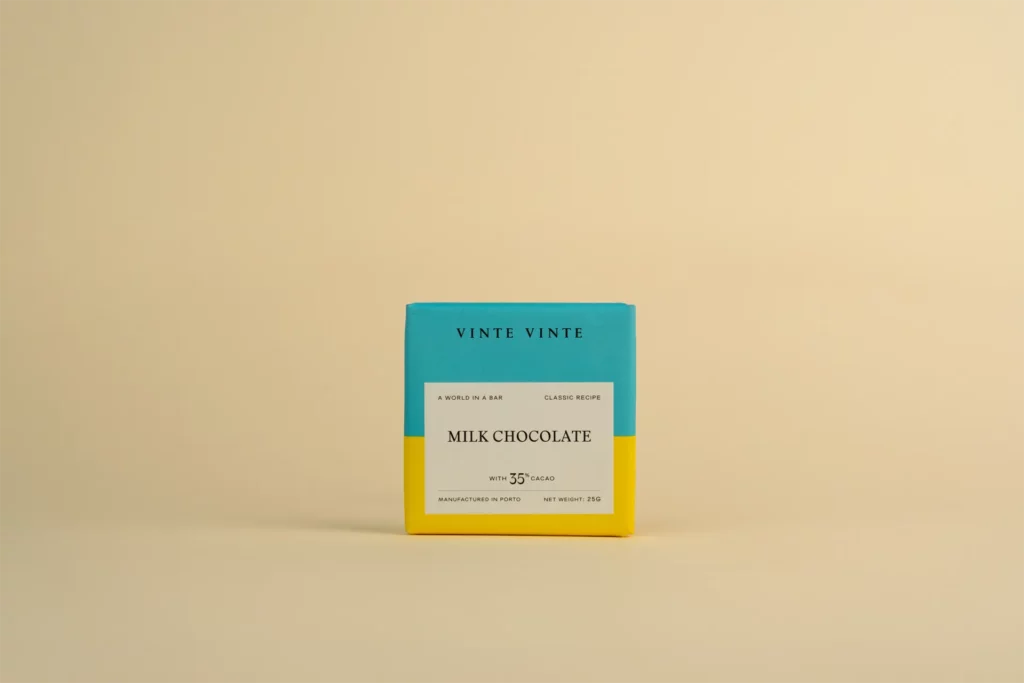 VINTE VINTE
A WORLD IN A BAR CLASSIC RECIPE
MILK CHOCOLATE
WITH 35% CACAO
MANUFACTURED IN PORTO NET WEIGHT: 25G